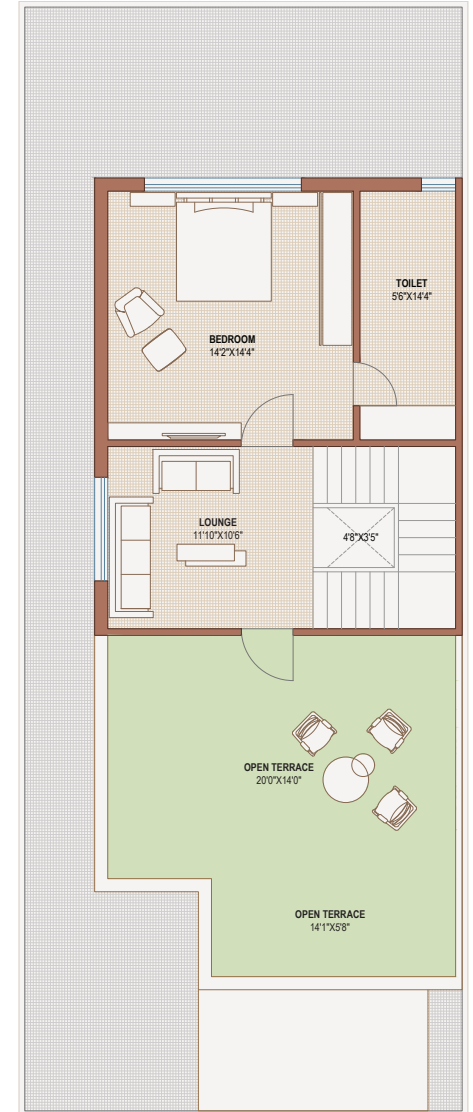 TOILET
5'6"X14'4"
BEDROOM
14'2"X14'4"
LOUNGE
11'10"X10'6"
4'8"X3'5"
OPEN TERRACE
20'0"X14'0"
OPEN TERRACE
14'1"X5'8"